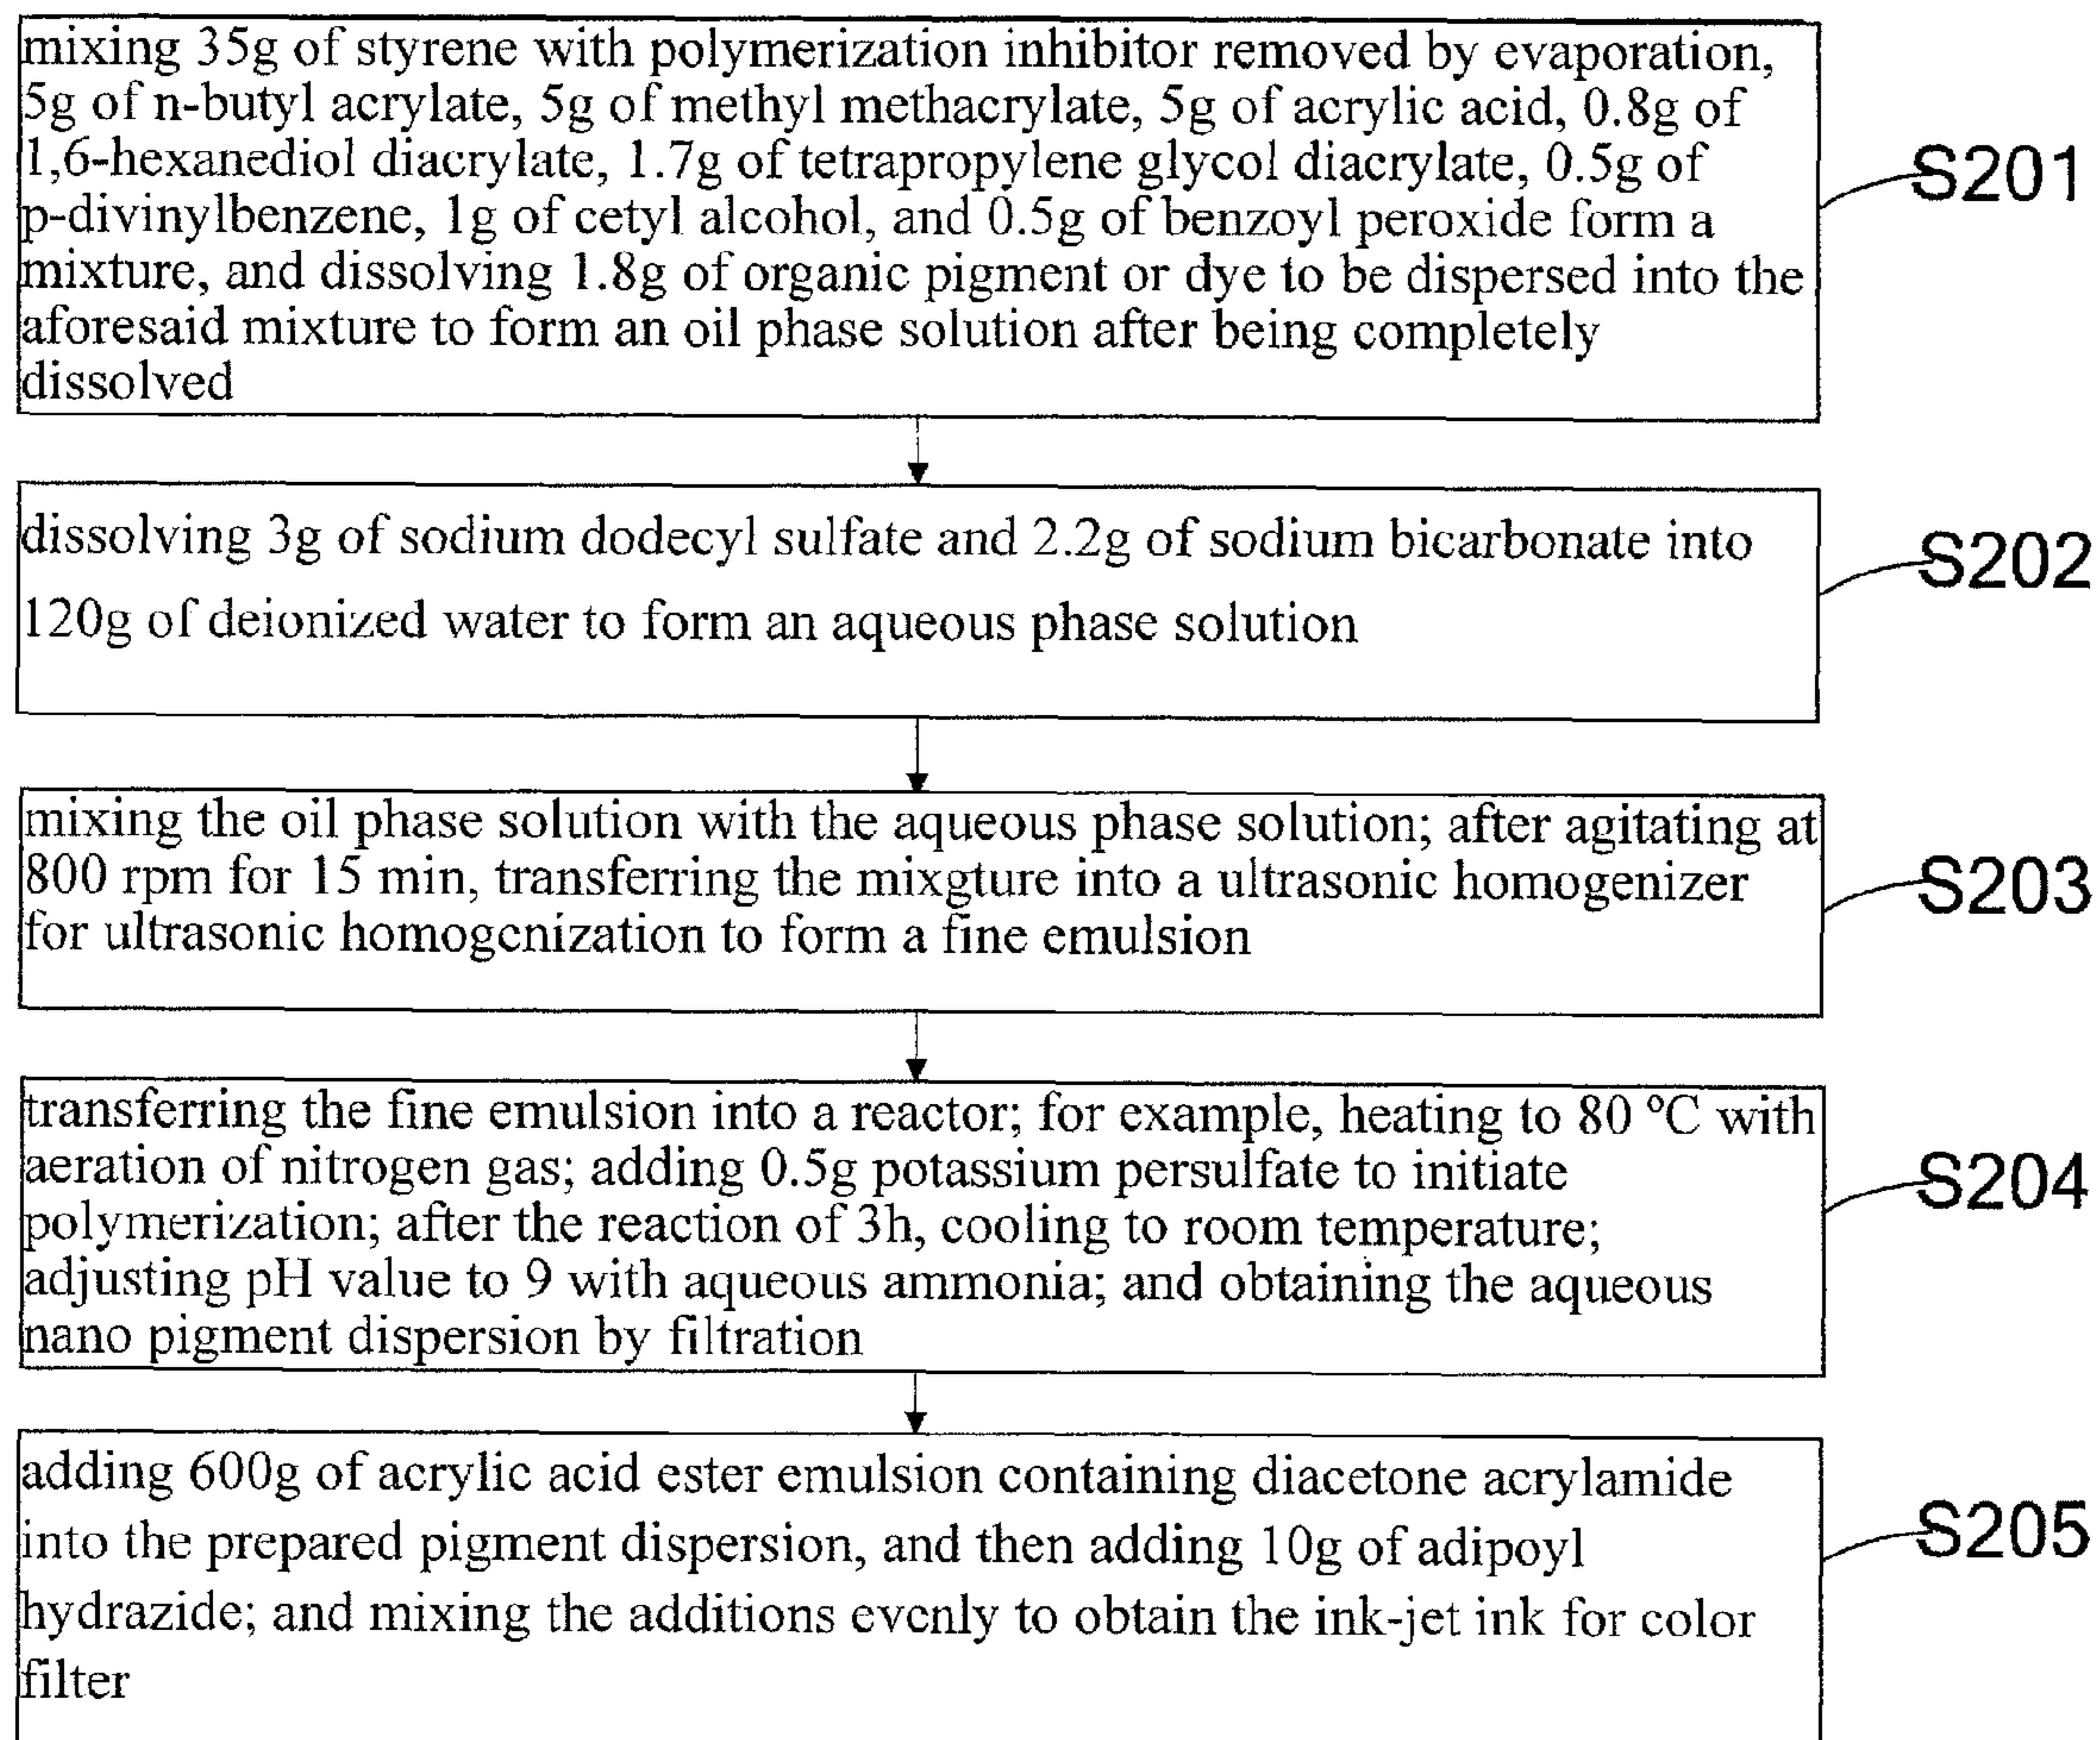 mixing 35g of styrene with polymerization inhibitor removed by evaporation,
5g of n-butyl acrylate, 5g of methyl methacrylate, 5g of acrylic acid, 0.8g of
1,6-hexanediol diacrylate, 1.7g of tetrapropylene glycol diacrylate, 0.5g of
p-divinylbenzene, 1g of cetyl alcohol, and 0.5g of benzoyl peroxide form a
mixture, and dissolving 1.8g of organic pigment or dye to be dispersed into the
aforesaid mixture to form an oil phase solution after being completely
dissolved
S201
dissolving 3g of sodium dodecyl sulfate and 2.2g of sodium bicarbonate into
120g of deionized water to form an aqueous phase solution
S202
mixing the oil phase solution with the aqueous phase solution; after agitating at
800 rpm for 15 min, transferring the mixgture into a ultrasonic homogenizer
for ultrasonic homogenization to form a fine emulsion
S203
transferring the fine emulsion into a reactor; for example, heating to 80 °C with
aeration of nitrogen gas; adding 0.5g potassium persulfate to initiate
polymerization; after the reaction of 3h, cooling to room temperature;
adjusting pH value to 9 with aqueous ammonia; and obtaining the aqueous
nano pigment dispersion by filtration
S204
adding 600g of acrylic acid ester emulsion containing diacetone acrylamide
into the prepared pigment dispersion, and then adding 10g of adipoyl
hydrazide; and mixing the additions evenly to obtain the ink-jet ink for color
filter
S205